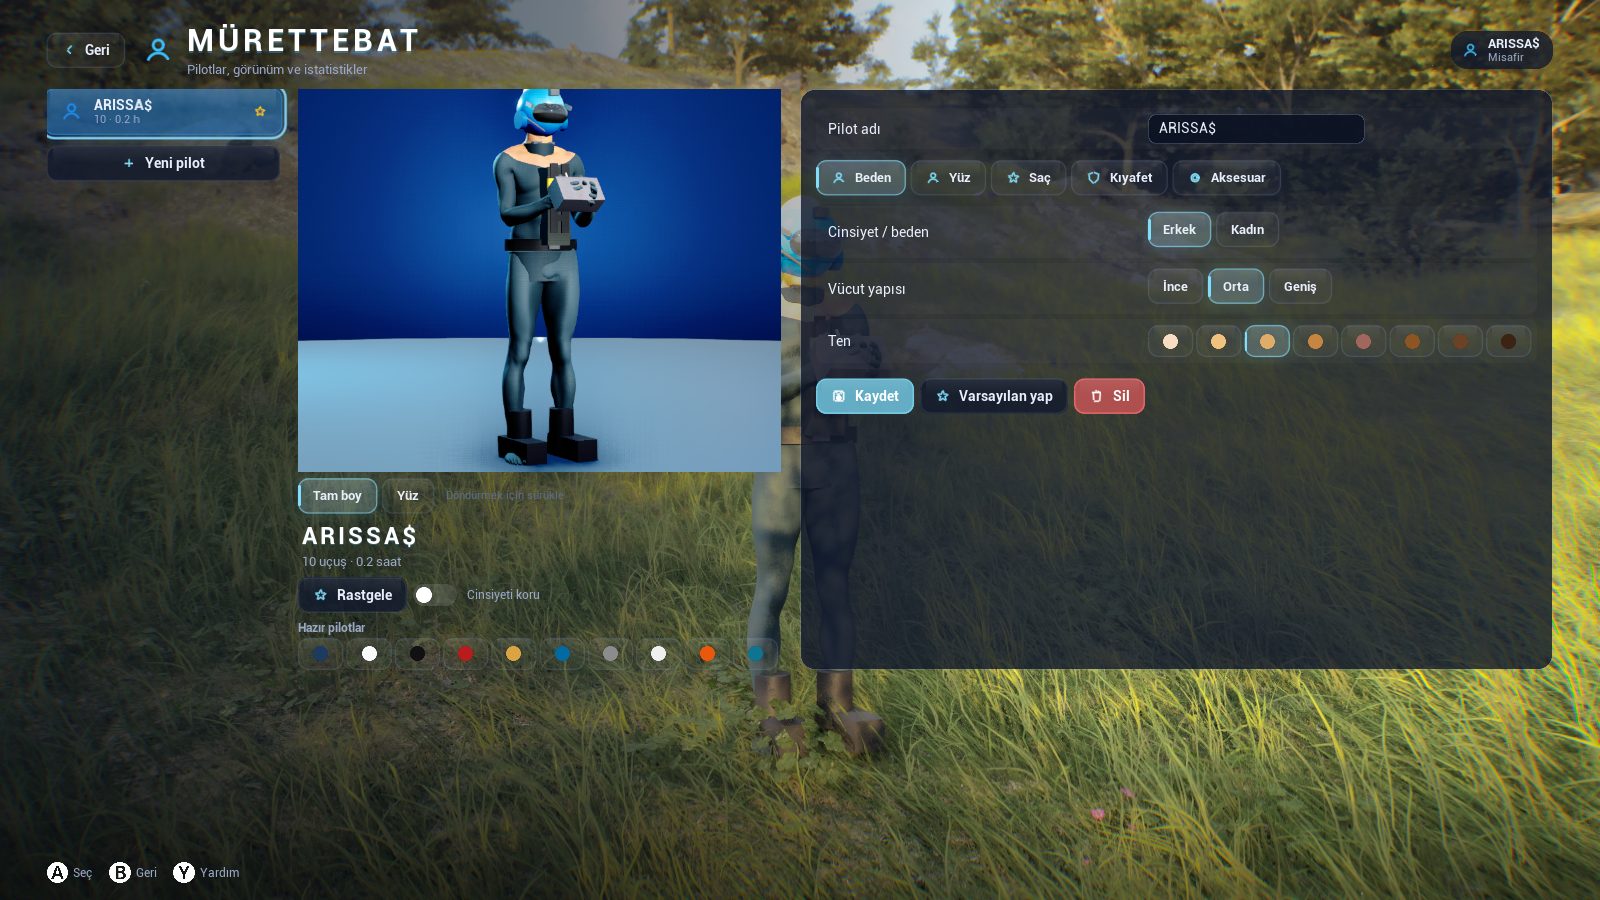 Geri
MÜRETTEBAT
Pilotlar, görünüm ve istatistikler
ARISSA$
Misafir
ARISSA$
10 · 0.2 h
+ Yeni pilot
Pilot adı
ARISSA$
Beden
Yüz
Saç
Kıyafet
Aksesuar
Cinsiyet / beden
Erkek
Kadın
Vücut yapısı
İnce
Orta
Geniş
Ten
Kaydet
Varsayılan yap
Sil
Tam boy
Yüz
Döndürmek için sürükle
ARISSA$
10 uçuş · 0.2 saat
Rastgele
Cinsiyeti koru
Hazır pilotlar
A Seç
B Geri
Y Yardım